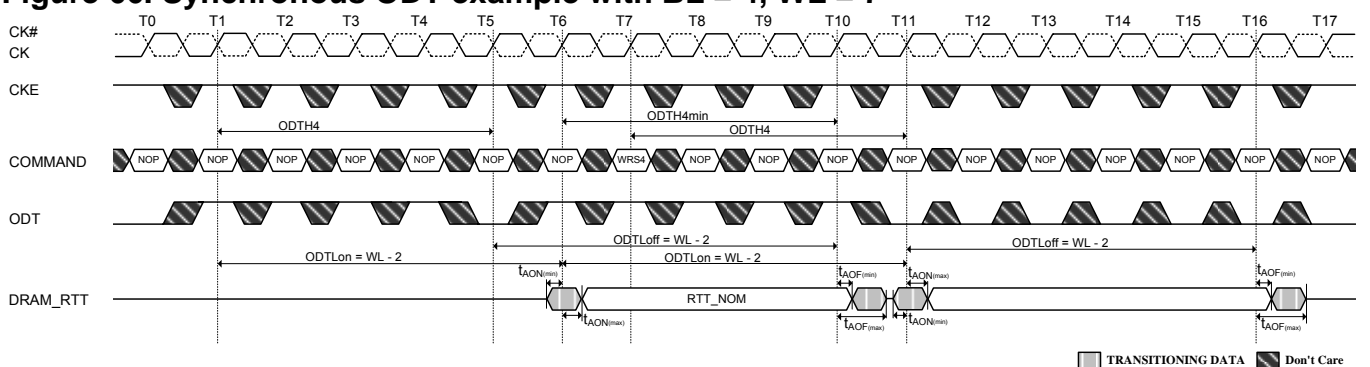 Figure 66. Synchronous ODT example with BL = 4, WL = 7
T0 T1 T2 T3 T4 T5 T6 T7 T8 T9 T10 T11 T12 T13 T14 T15 T16 T17
CK#
CK
CKE
ODTH4
ODTH4min
ODTH4
COMMAND NOP NOP NOP NOP NOP NOP NOP WRS4 NOP NOP NOP NOP NOP NOP NOP NOP NOP NOP
ODT
ODTLoff = WL - 2
ODTLoff = WL - 2
ODTLon = WL - 2
ODTLon = WL - 2
tAON(min)
tAOF(min)
tAON(max)
tAOF(min)
DRAM_RTT
RTT_NOM
tAON(max)
tAOF(max)
tAON(min)
tAOF(max)
TRANSITIONING DATA
Don't Care